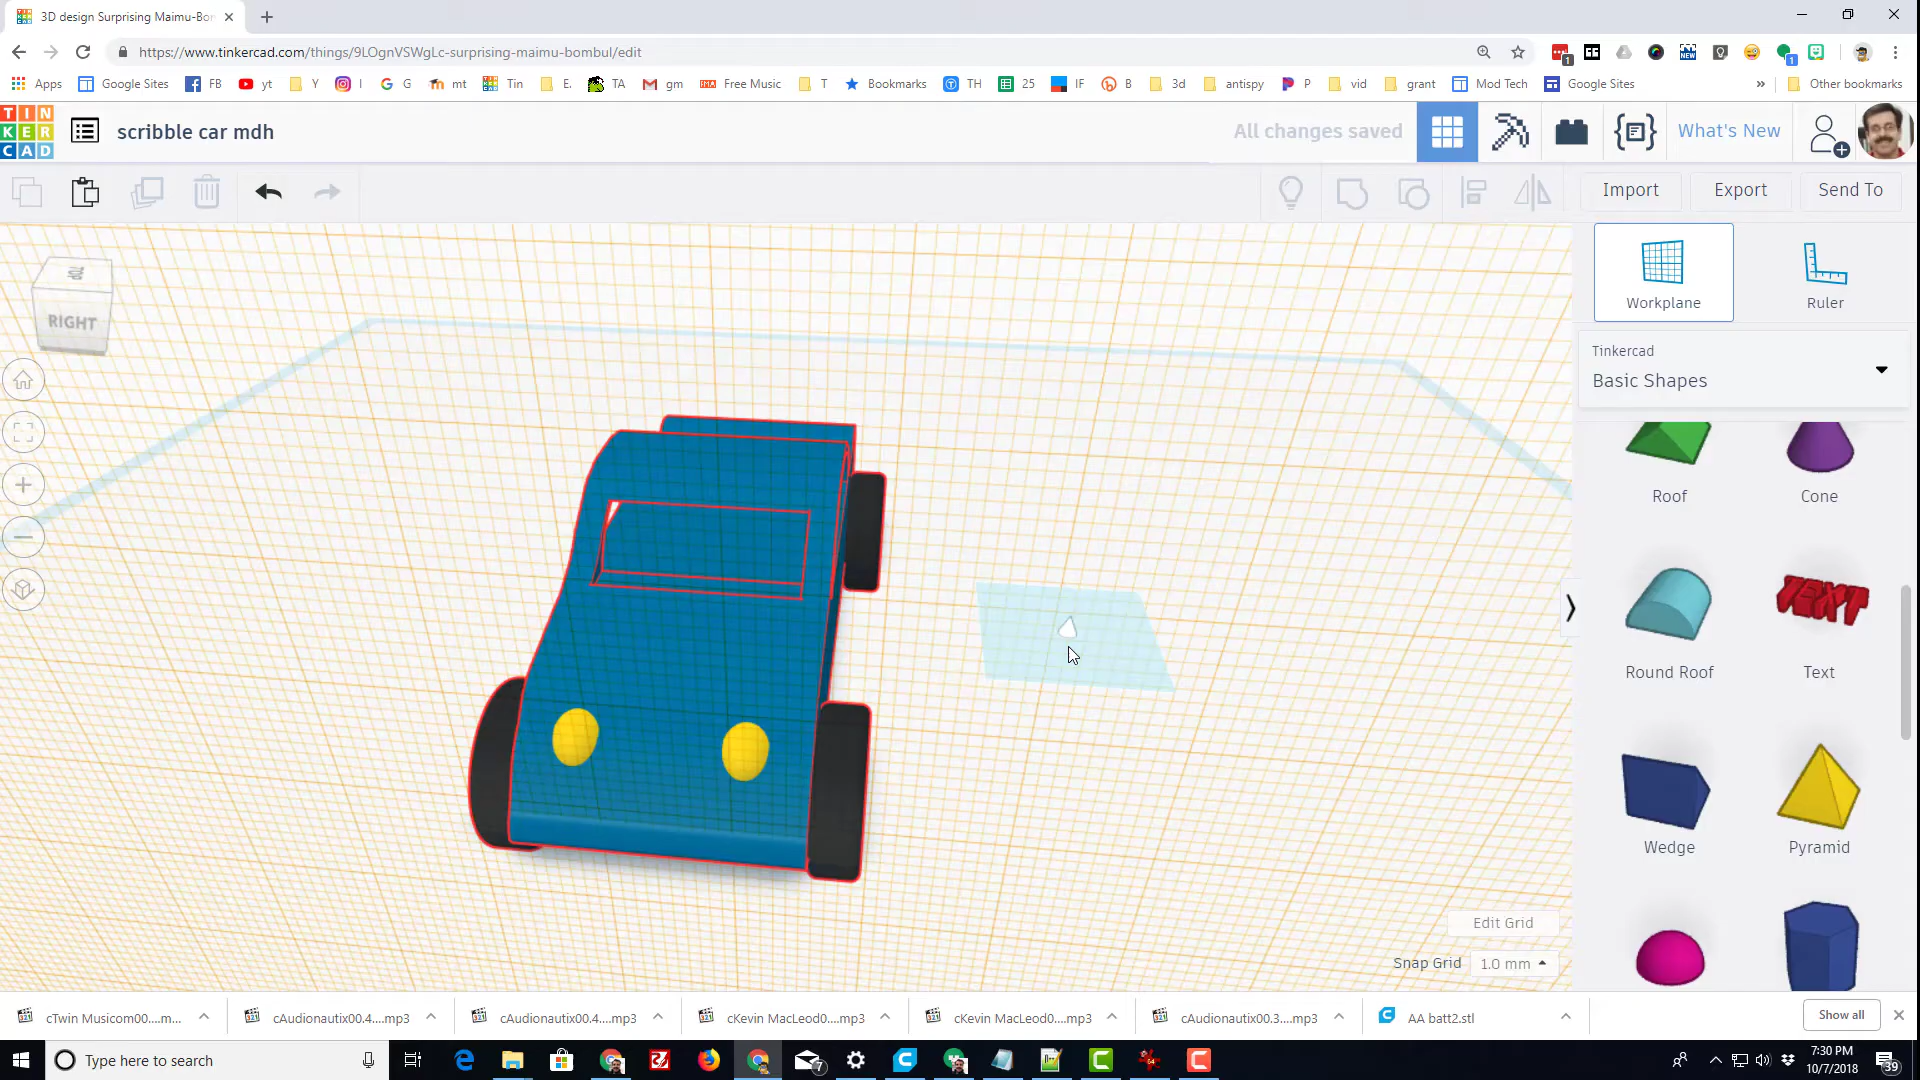 3D design Surprising Maimu-Bom
https://www.tinkercad.com/things/9LOgnVSWgLc-surprising-maimu-bombul/edit
Apps Google Sites FB yt Y I G mt Tin E. TA gm Free Music T Bookmarks TH 25 IF B 3d antispy P vid grant Mod Tech Google Sites » Other bookmarks
TIN
KER
CAD
scribble car mdh
All changes saved
What's New
Import
Export
Send To
RIGHT
Workplane
Ruler
Tinkercad
Basic Shapes
Roof
Cone
Round Roof
TEXT
Text
Wedge
Pyramid
Edit Grid
Snap Grid 1.0 mm
cTwin Musicom00....m...
cAudionautix00.4....mp3
cAudionautix00.4....mp3
cKevin MacLeod0....mp3
cKevin MacLeod0....mp3
cAudionautix00.3....mp3
AA batt2.stl
Show all
Type here to search
7
7:30 PM
10/7/2018
39